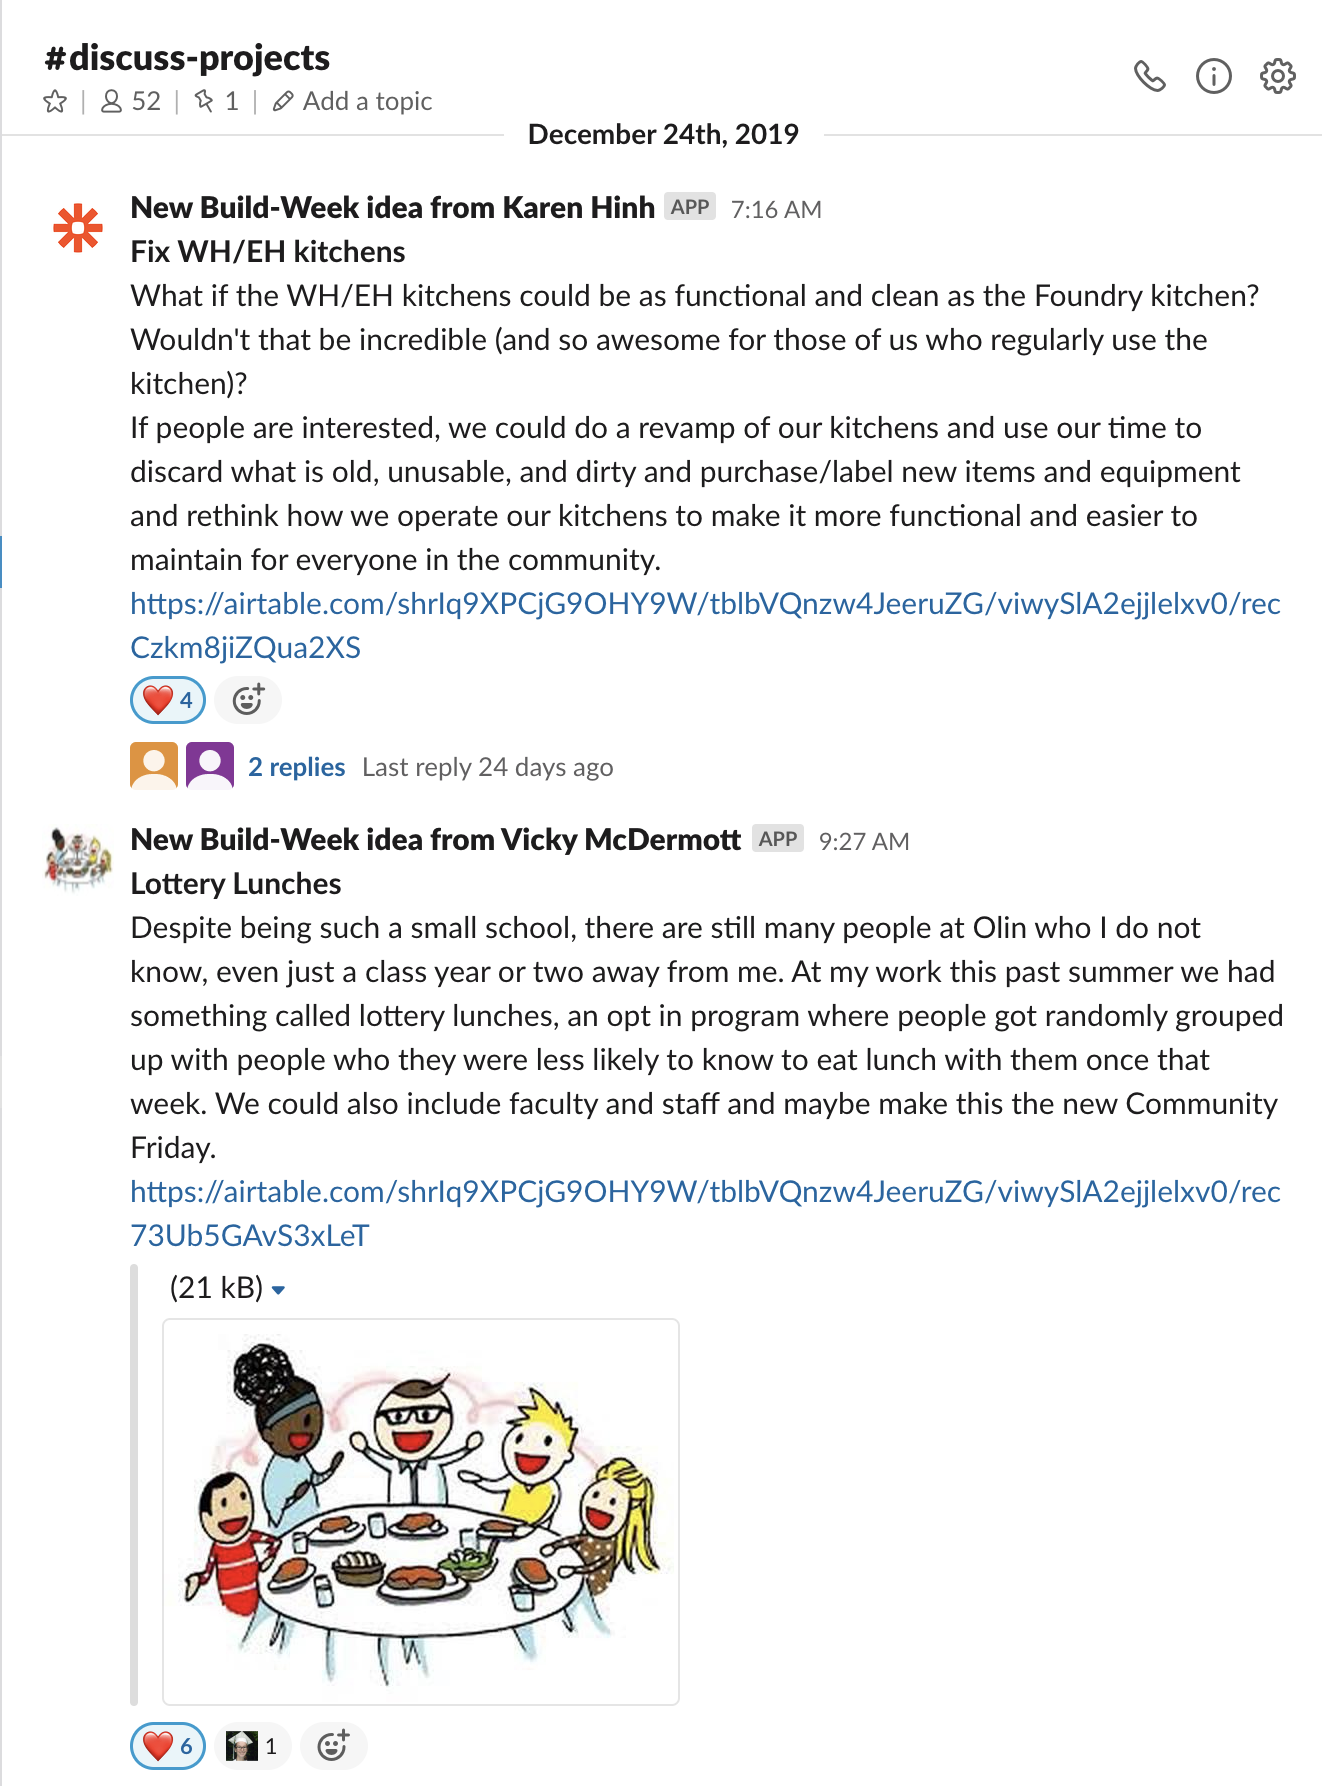 #discuss-projects
52 | 1 | Add a topic
December 24th, 2019
New Build-Week idea from Karen Hinh APP 7:16 AM
Fix WH/EH kitchens
What if the WH/EH kitchens could be as functional and clean as the Foundry kitchen?
Wouldn't that be incredible (and so awesome for those of us who regularly use the
kitchen)?
If people are interested, we could do a revamp of our kitchens and use our time to
discard what is old, unusable, and dirty and purchase/label new items and equipment
and rethink how we operate our kitchens to make it more functional and easier to
maintain for everyone in the community.
https://airtable.com/shrIq9XPCjG9OHY9W/tblbVQnzw4JeeruZG/viwySlA2ejjlelxv0/rec
Czkm8jiZQua2XS
4
2 replies Last reply 24 days ago
New Build-Week idea from Vicky McDermott APP 9:27 AM
Lottery Lunches
Despite being such a small school, there are still many people at Olin who I do not
know, even just a class year or two away from me. At my work this past summer we had
something called lottery lunches, an opt in program where people got randomly grouped
up with people who they were less likely to know to eat lunch with them once that
week. We could also include faculty and staff and maybe make this the new Community
Friday.
https://airtable.com/shrIq9XPCjG9OHY9W/tblbVQnzw4JeeruZG/viwySlA2ejjlelxv0/rec
73Ub5GAvS3xLeT
(21 kB)
6 1